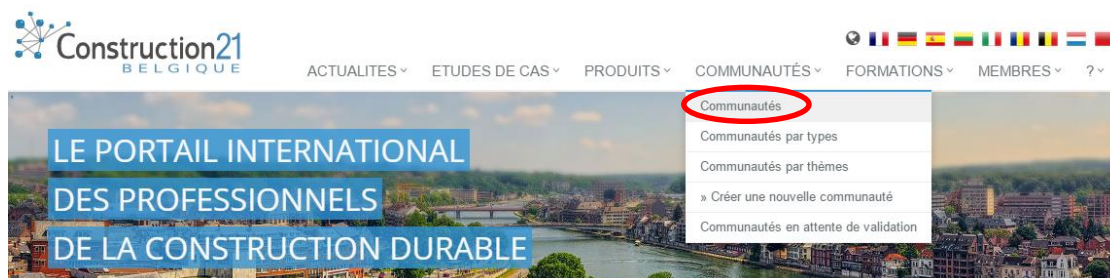 Construction21
BELGIQUE
ACTUALITES ETUDES DE CAS PRODUITS COMMUNAUTÉS FORMATIONS MEMBRES ?
Communautés
Communautés par types
Communautés par thèmes
» Créer une nouvelle communauté
Communautés en attente de validation
LE PORTAIL INTERNATIONAL
DES PROFESSIONNELS
DE LA CONSTRUCTION DURABLE